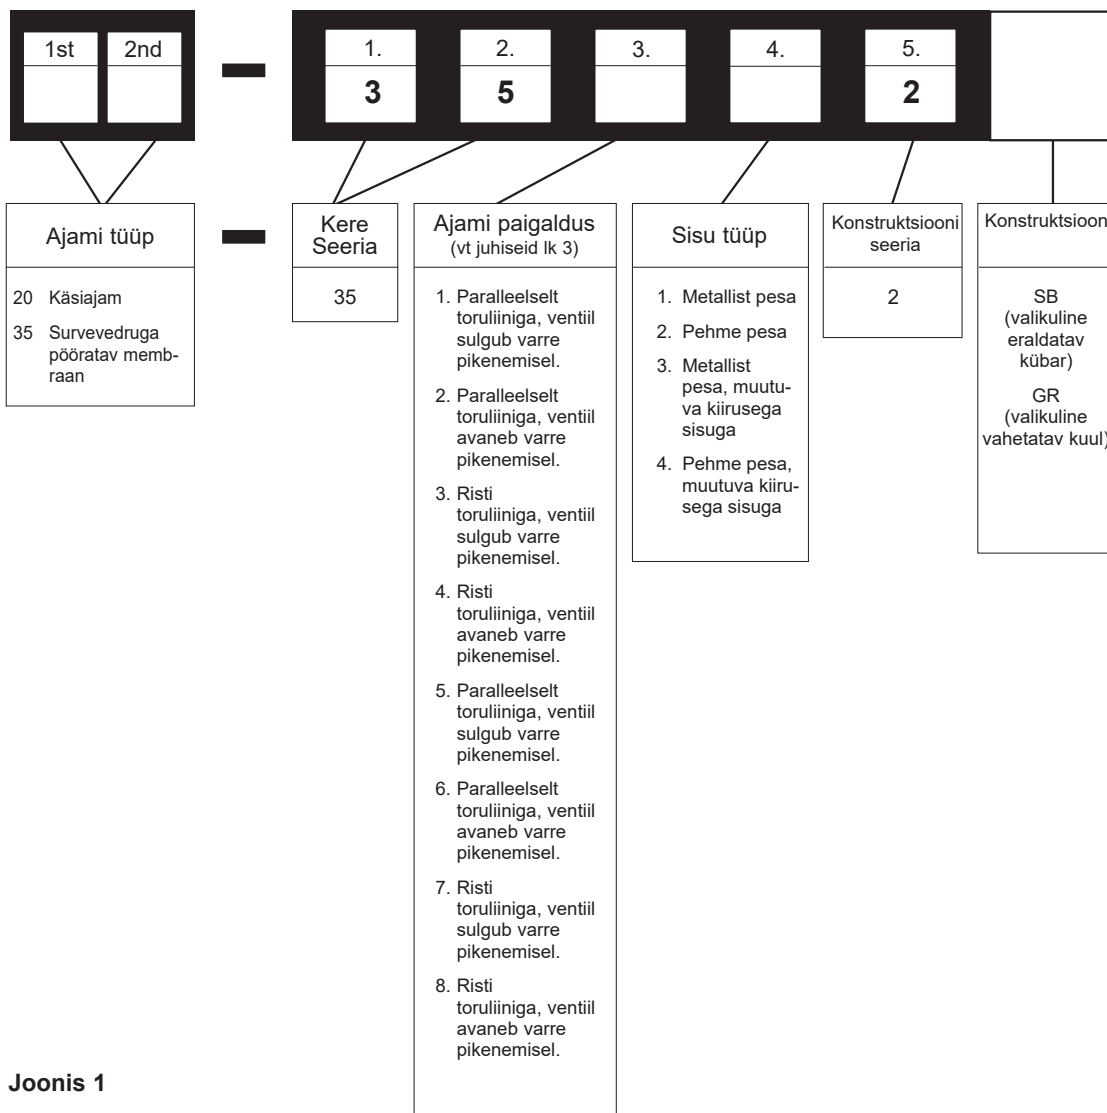 1st 2nd 1. 2. 3. 4. 5.
3 5 2
Ajami tüüp
20 Käsiajam
35 Survevedruga
pööratav memb-
raan
Kere
Seeria
35
Ajami paigaldus
(vt juhiseid lk 3)
1. Paralleelselt
toruliiniga, ventiil
sulgub varre
pikenemisel.
2. Paralleelselt
toruliiniga, ventiil
avaneb varre
pikenemisel.
3. Risti
toruliiniga, ventiil
sulgub varre
pikenemisel.
4. Risti
toruliiniga, ventiil
avaneb varre
pikenemisel.
5. Paralleelselt
toruliiniga, ventiil
sulgub varre
pikenemisel.
6. Paralleelselt
toruliiniga, ventiil
avaneb varre
pikenemisel.
7. Risti
toruliiniga, ventiil
sulgub varre
pikenemisel.
8. Risti
toruliiniga, ventiil
avaneb varre
pikenemisel.
Sisu tüüp
1. Metallist pesa
2. Pehme pesa
3. Metallist
pesa, muutu-
va kiirusega
sisuga
4. Pehme pesa,
muutuva kiiru-
sega sisuga
Konstruktsiooni
seeria
2
Konstruktsioon
SB
(valikuline
eraldatav
kübar)
GR
(valikuline
vahetatav kuul)
Joonis 1